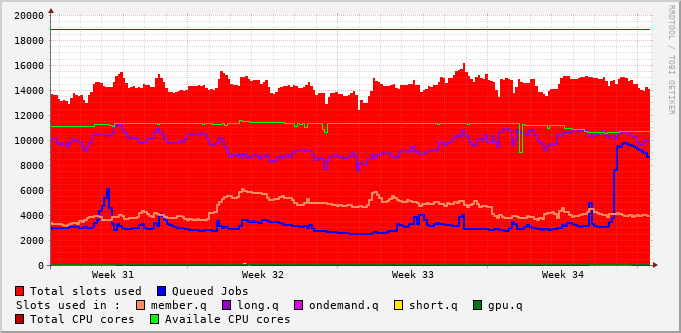 20000
18000
16000
14000
12000
10000
8000
6000
4000
2000
0
Week 31 Week 32 Week 33 Week 34
RRDTOOL / TOBI OETIKER
Total slots used Queued Jobs
Slots used in : member.q long.q ondemand.q short.q gpu.q
Total CPU cores Availale CPU cores